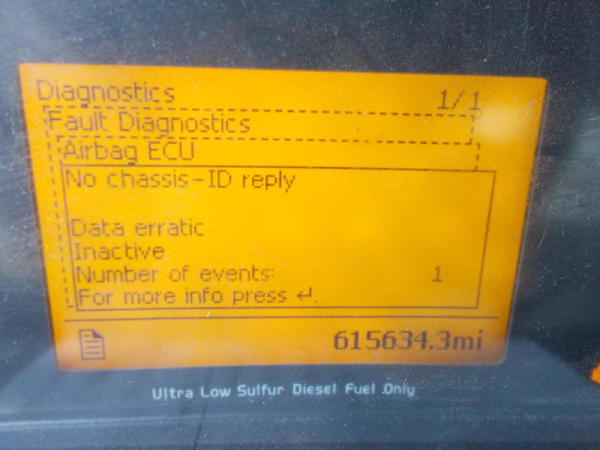 Diagnostics 1/1
Fault Diagnostics
Airbag ECU
No chassis-ID reply
Data erratic
Inactive
Number of events: 1
For more info press ↵.
615634.3mi
Ultra Low Sulfur Diesel Fuel Only